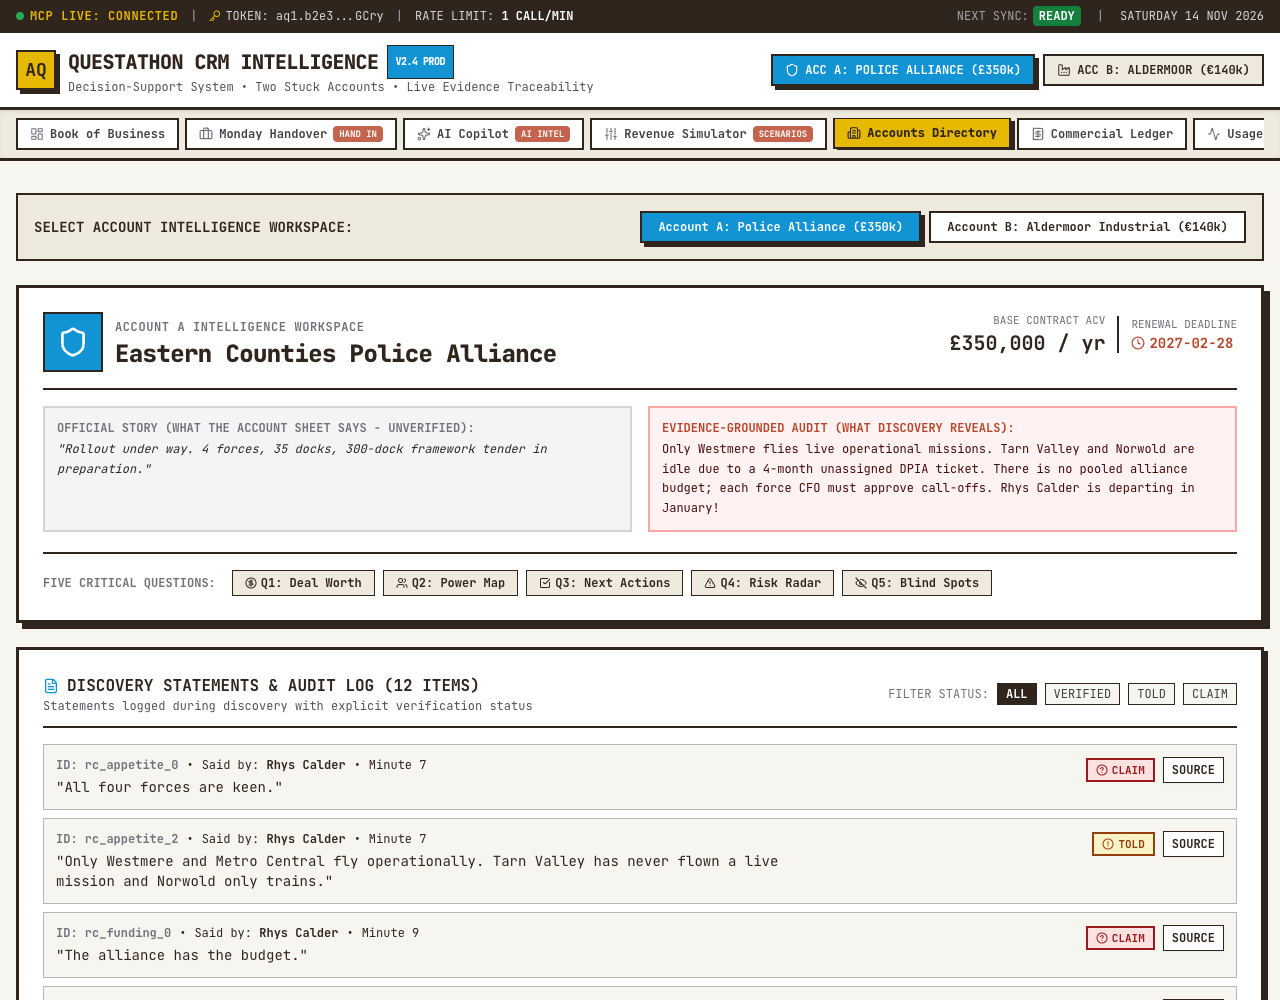 MCP LIVE: CONNECTED | TOKEN: aq1.b2e3...GCry | RATE LIMIT: 1 CALL/MIN
NEXT SYNC: READY | SATURDAY 14 NOV 2026
AQ
QUESTATHON CRM INTELLIGENCE V2.4 PROD
Decision-Support System • Two Stuck Accounts • Live Evidence Traceability
ACC A: POLICE ALLIANCE (£350k)
ACC B: ALDERMOOR (€140k)
Book of Business
Monday Handover HAND IN
AI Copilot AI INTEL
Revenue Simulator SCENARIOS
Accounts Directory
Commercial Ledger
Usage
SELECT ACCOUNT INTELLIGENCE WORKSPACE:
Account A: Police Alliance (£350k)
Account B: Aldermoor Industrial (€140k)
ACCOUNT A INTELLIGENCE WORKSPACE
Eastern Counties Police Alliance
BASE CONTRACT ACV
£350,000 / yr
RENEWAL DEADLINE
2027-02-28
OFFICIAL STORY (WHAT THE ACCOUNT SHEET SAYS - UNVERIFIED):
"Rollout under way. 4 forces, 35 docks, 300-dock framework tender in
preparation."
EVIDENCE-GROUNDED AUDIT (WHAT DISCOVERY REVEALS):
Only Westmere flies live operational missions. Tarn Valley and Norwold are
idle due to a 4-month unassigned DPIA ticket. There is no pooled alliance
budget; each force CFO must approve call-offs. Rhys Calder is departing in
January!
FIVE CRITICAL QUESTIONS:
Q1: Deal Worth
Q2: Power Map
Q3: Next Actions
Q4: Risk Radar
Q5: Blind Spots
DISCOVERY STATEMENTS & AUDIT LOG (12 ITEMS)
Statements logged during discovery with explicit verification status
FILTER STATUS: ALL VERIFIED TOLD CLAIM
ID: rc_appetite_0 • Said by: Rhys Calder • Minute 7
"All four forces are keen."
CLAIM SOURCE
ID: rc_appetite_2 • Said by: Rhys Calder • Minute 7
"Only Westmere and Metro Central fly operationally. Tarn Valley has never flown a live
mission and Norwold only trains."
TOLD SOURCE
ID: rc_funding_0 • Said by: Rhys Calder • Minute 9
"The alliance has the budget."
CLAIM SOURCE